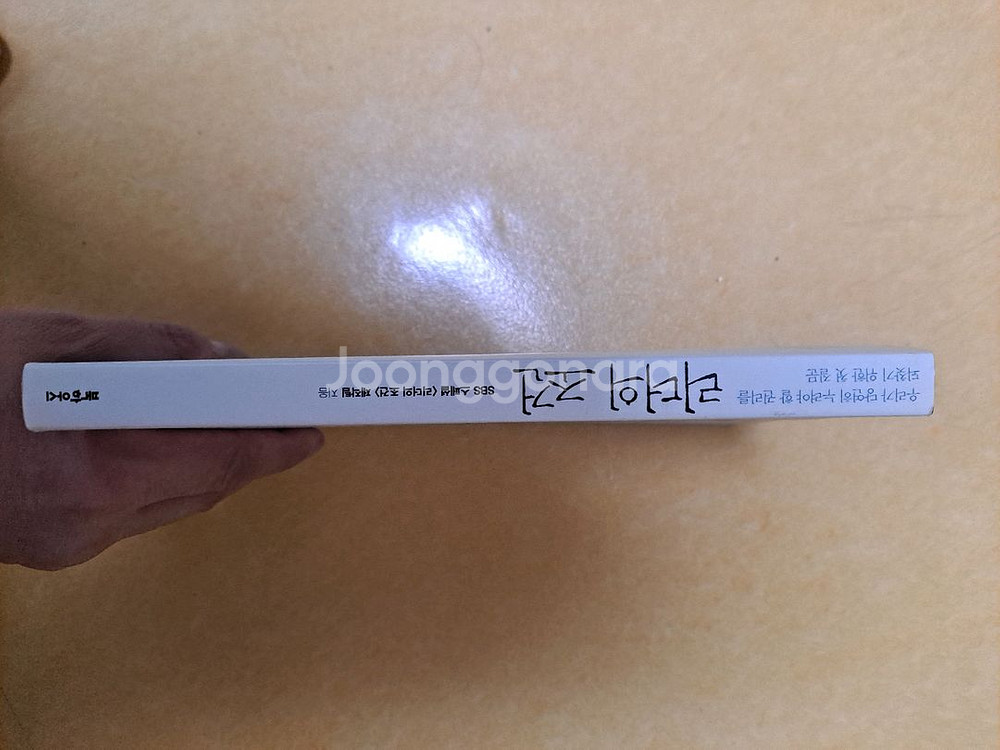 우리가 당연히 누려야 할 권리를
되찾기 위한 첫 질문
리더의 조건
SBS 스페셜 〈리더의 조건〉 제작팀 지음
북하우스
Joonggonara